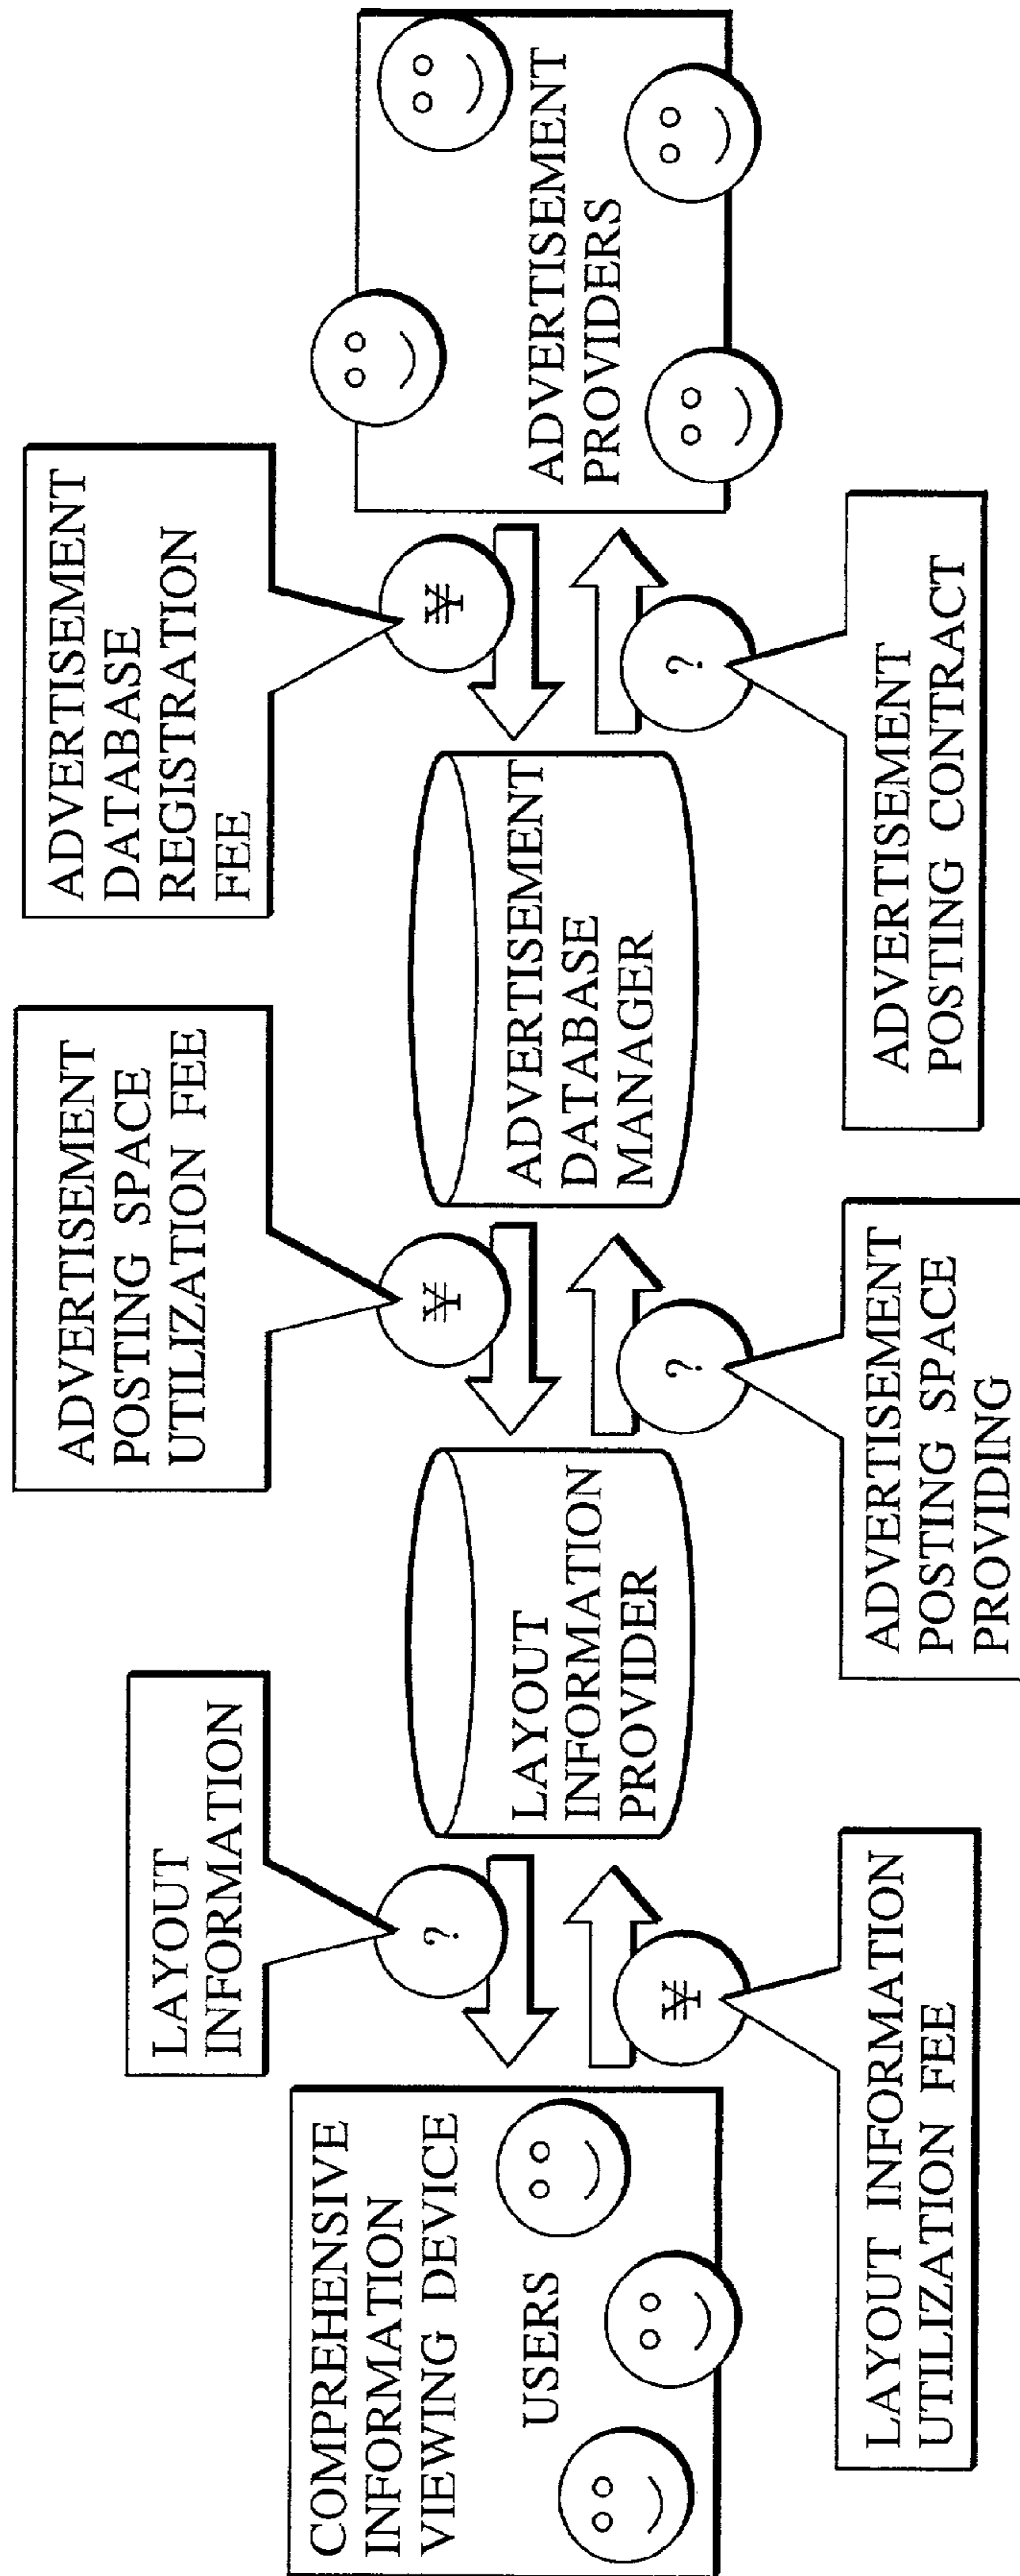 COMPREHENSIVE
INFORMATION
VIEWING DEVICE
USERS
LAYOUT
INFORMATION
?
¥
LAYOUT INFORMATION
UTILIZATION FEE
LAYOUT
INFORMATION
PROVIDER
ADVERTISEMENT
POSTING SPACE
UTILIZATION FEE
¥
?
ADVERTISEMENT
POSTING SPACE
PROVIDING
ADVERTISEMENT
DATABASE
MANAGER
ADVERTISEMENT
DATABASE
REGISTRATION
FEE
¥
?
ADVERTISEMENT
POSTING CONTRACT
ADVERTISEMENT
PROVIDERS